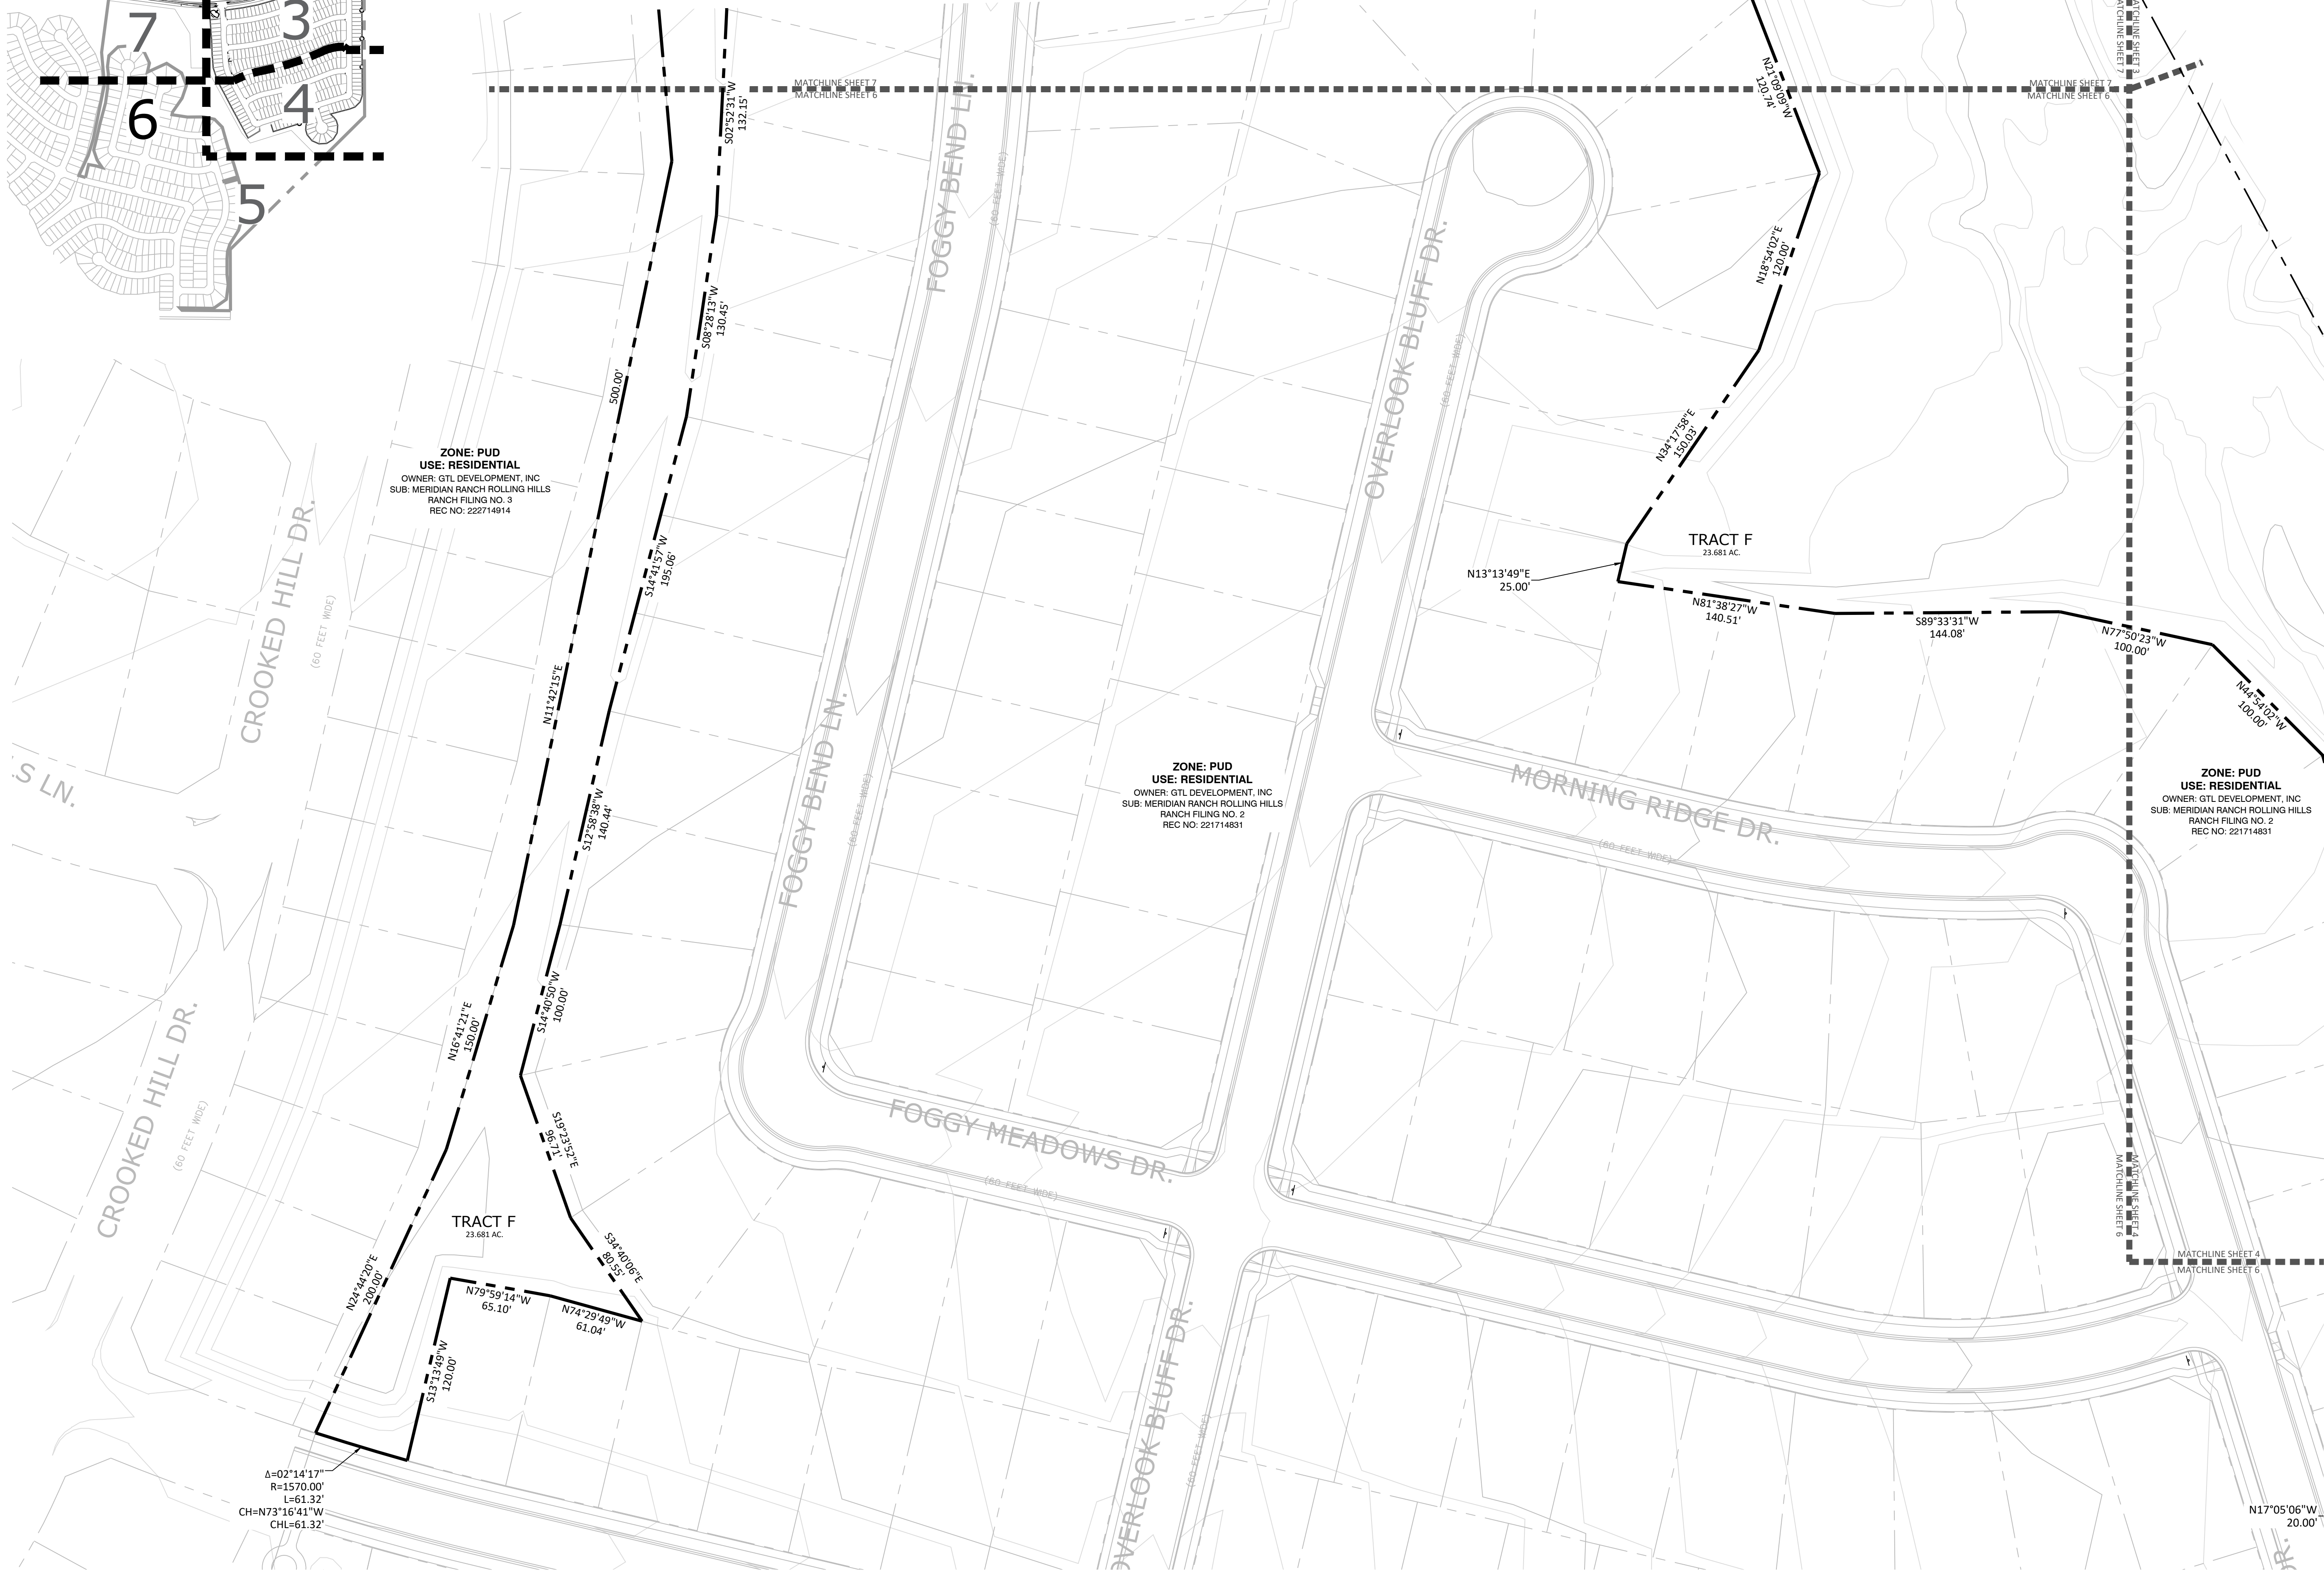 7
3
6
4
5
MATCHLINE SHEET 7
MATCHLINE SHEET 6
MATCHLINE SHEET 7
MATCHLINE SHEET 6
MATCHLINE SHEET 3
MATCHLINE SHEET 7
S02°52'31"W
132.15'
S08°28'13"W
130.45'
500.00'
N11°42'15"E
S14°41'57"W
195.06'
S12°58'38"W
140.44'
S14°40'50"W
100.00'
N16°41'21"E
150.00'
S19°23'52"E
96.71'
S34°40'06"E
80.55'
N24°44'20"E
200.00'
N79°59'14"W
65.10'
N74°29'49"W
61.04'
S13°13'49"W
120.00'
Δ=02°14'17"
R=1570.00'
L=61.32'
CH=N73°16'41"W
CHL=61.32'
TRACT F
23.681 AC.
ZONE: PUD
USE: RESIDENTIAL
OWNER: GTL DEVELOPMENT, INC
SUB: MERIDIAN RANCH ROLLING HILLS
RANCH FILING NO. 3
REC NO: 222714914
CROOKED HILL DR.
(60 FEET WIDE)
S LN.
CROOKED HILL DR.
(60 FEET WIDE)
FOGGY BEND LN.
(60 FEET WIDE)
FOGGY BEND LN.
(60 FEET WIDE)
FOGGY MEADOWS DR.
(60 FEET WIDE)
OVERLOOK BLUFF DR.
(60 FEET WIDE)
OVERLOOK BLUFF DR.
(60 FEET WIDE)
ZONE: PUD
USE: RESIDENTIAL
OWNER: GTL DEVELOPMENT, INC
SUB: MERIDIAN RANCH ROLLING HILLS
RANCH FILING NO. 2
REC NO: 221714831
MORNING RIDGE DR.
(60 FEET WIDE)
N21°09'09"W
120.74'
N18°54'02"E
120.00'
N34°17'58"E
150.03'
TRACT F
23.681 AC.
N13°13'49"E
25.00'
N81°38'27"W
140.51'
S89°33'31"W
144.08'
N77°50'23"W
100.00'
N44°54'02"W
100.00'
ZONE: PUD
USE: RESIDENTIAL
OWNER: GTL DEVELOPMENT, INC
SUB: MERIDIAN RANCH ROLLING HILLS
RANCH FILING NO. 2
REC NO: 221714831
MATCHLINE SHEET 4
MATCHLINE SHEET 6
MATCHLINE SHEET 4
MATCHLINE SHEET 6
N17°05'06"W
20.00'
DR.